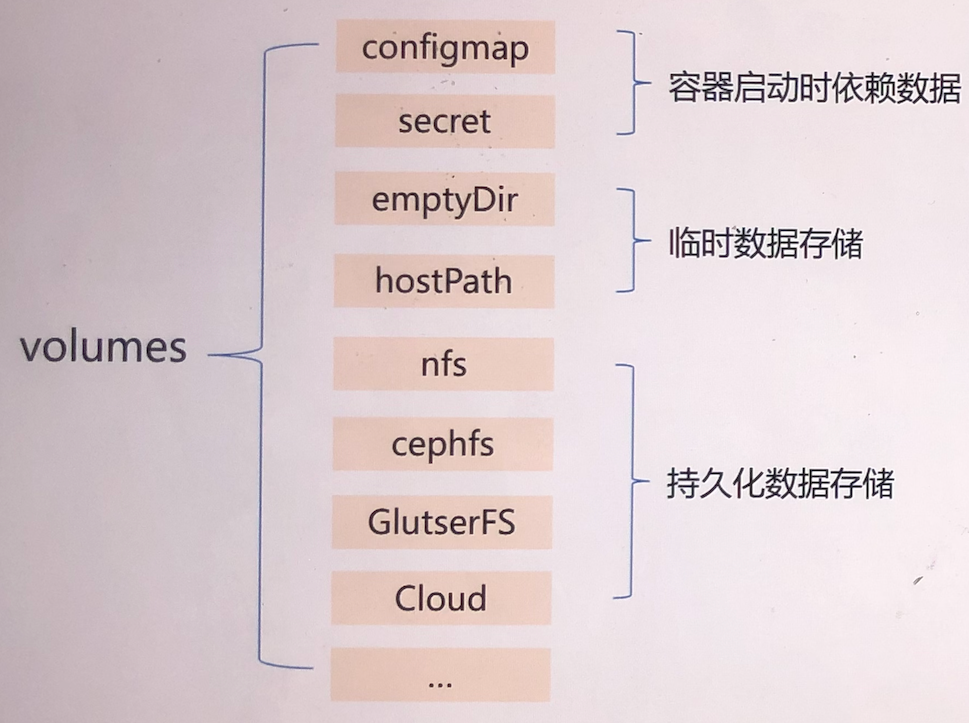 configmap
secret
容器启动时依赖数据
emptyDir
hostPath
临时数据存储
volumes
nfs
cephfs
GlutserFS
Cloud
持久化数据存储
...